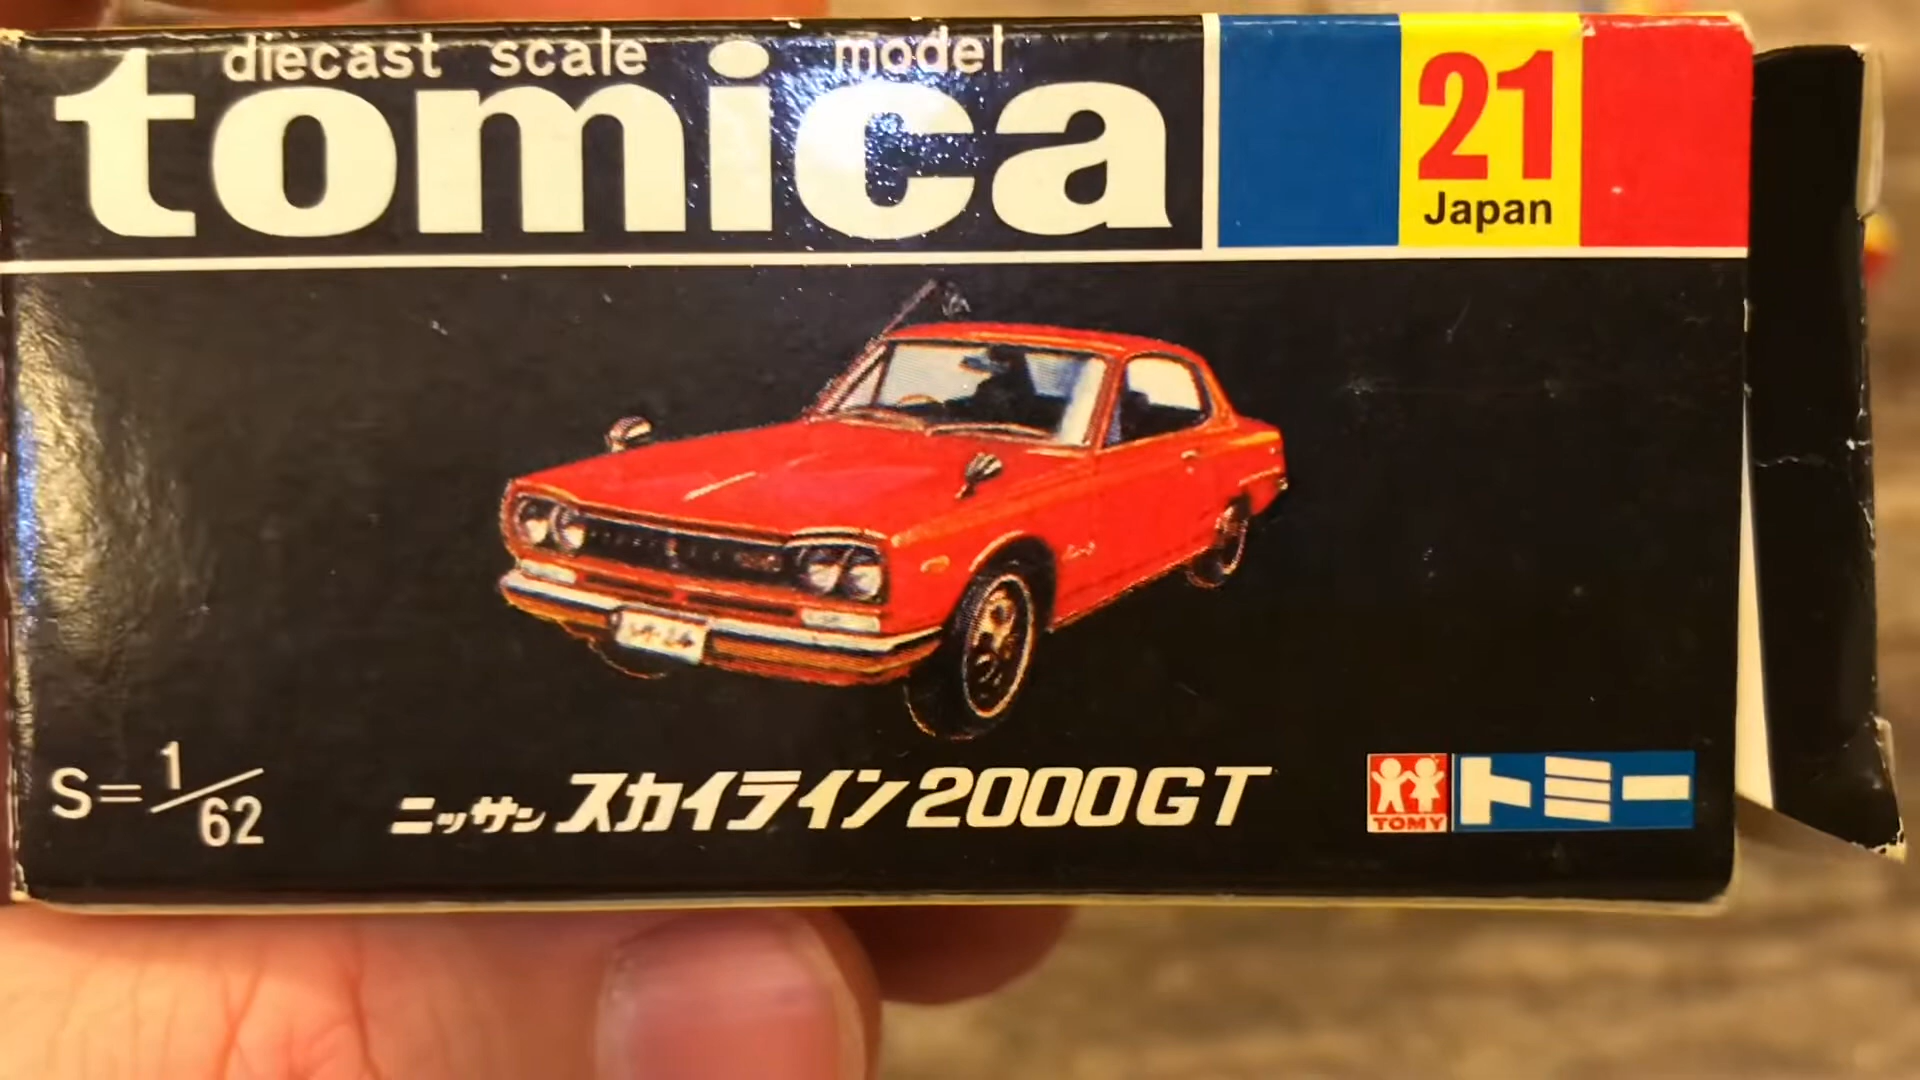 diecast scale model
tomica
21
Japan
S=1/62
ニッサン スカイライン2000GT
TOMY
トミー